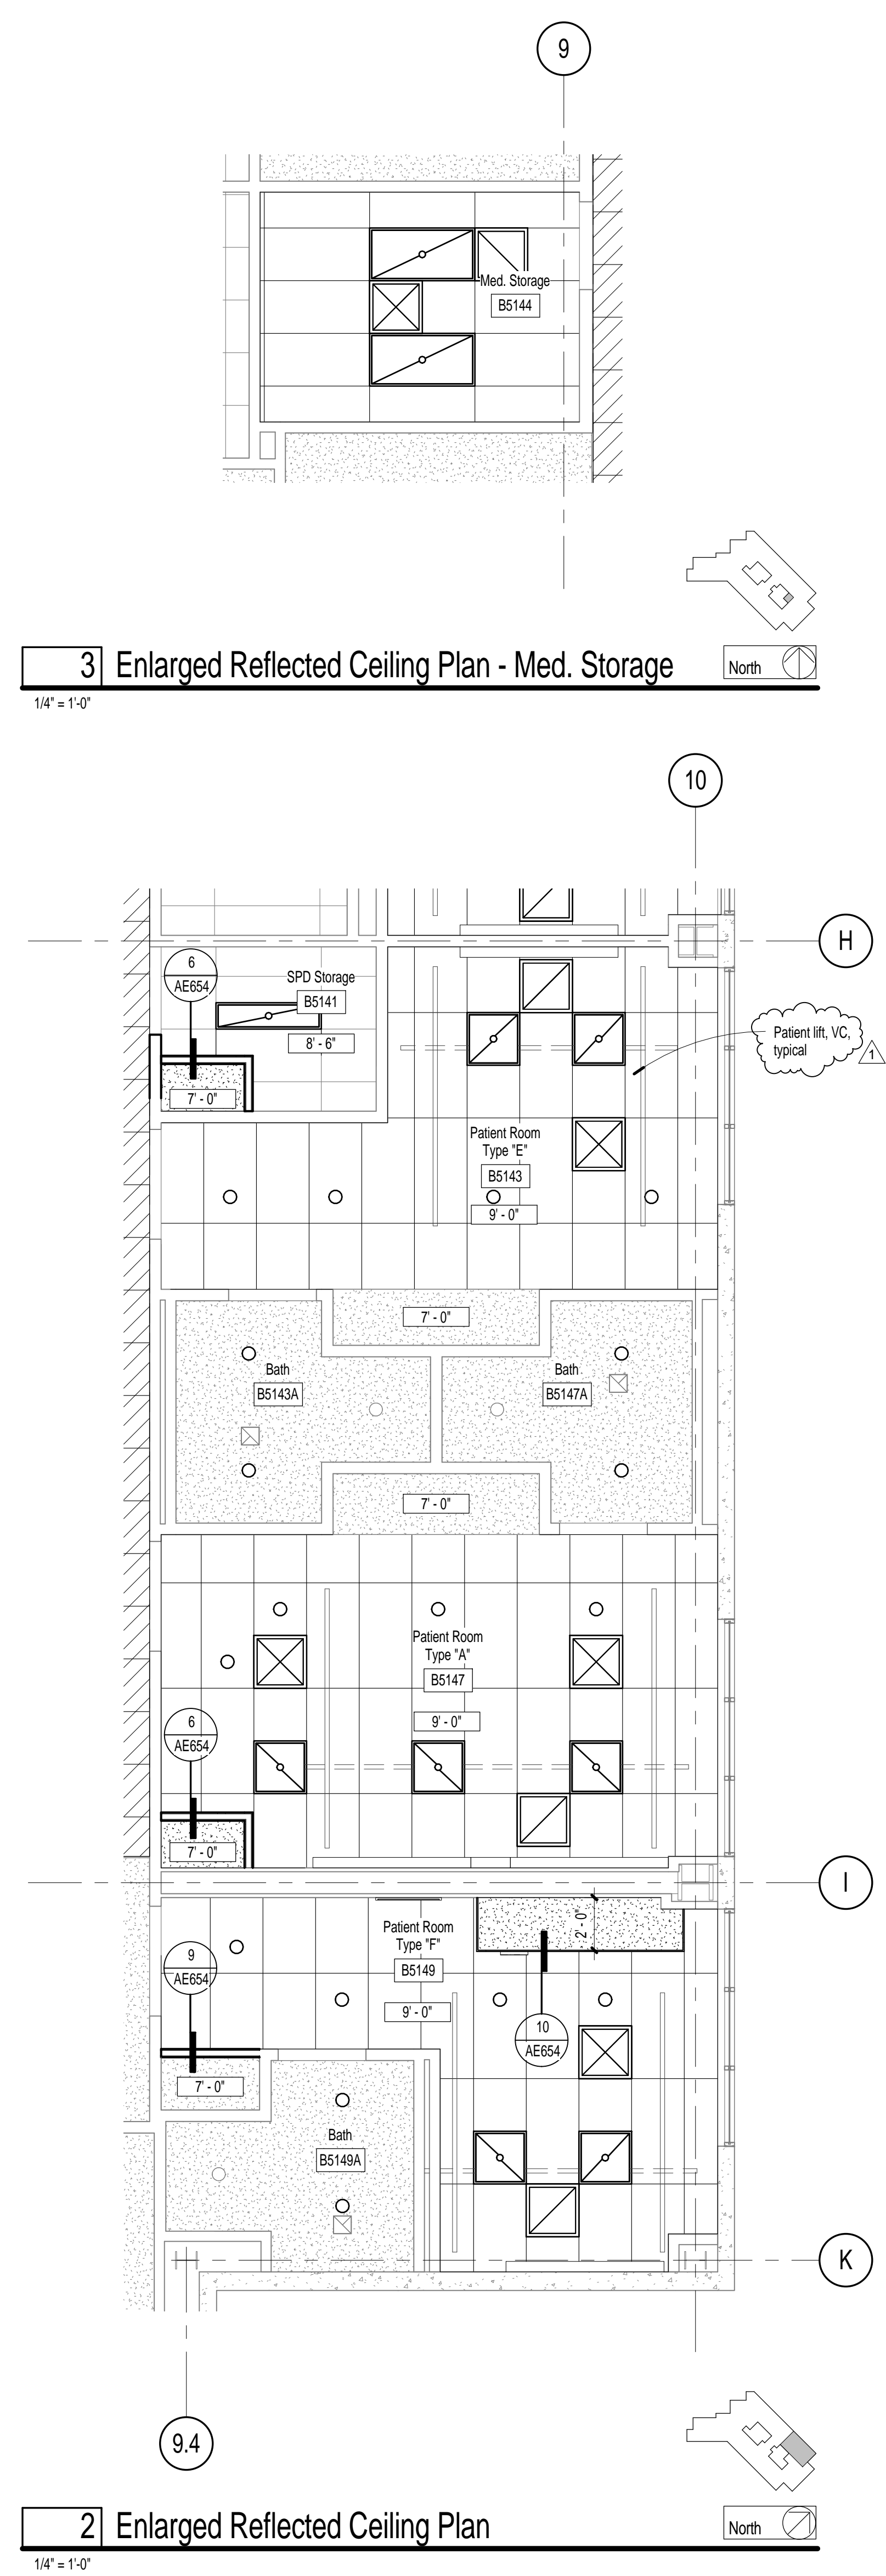 9
Med. Storage
B5144
3 Enlarged Reflected Ceiling Plan - Med. Storage
North
1/4" = 1'-0"
10
H
6
AE654
SPD Storage
B5141
8' - 6"
Patient lift, VC,
typical
1
7' - 0"
Patient Room
Type "E"
B5143
9' - 0"
7' - 0"
Bath
B5143A
Bath
B5147A
7' - 0"
Patient Room
Type "A"
B5147
9' - 0"
6
AE654
7' - 0"
I
Patient Room
Type "F"
B5149
9' - 0"
2' - 0"
9
AE654
10
AE654
7' - 0"
Bath
B5149A
K
9.4
2 Enlarged Reflected Ceiling Plan
North
1/4" = 1'-0"